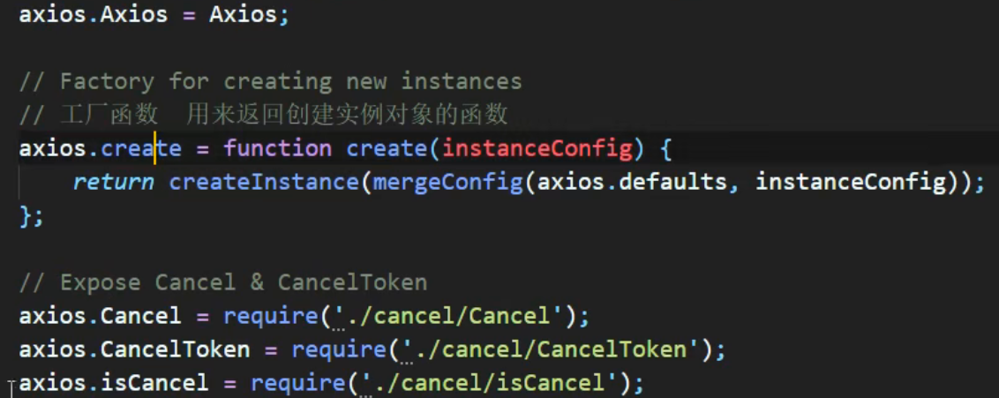 axios.Axios = Axios;
// Factory for creating new instances
// 工厂函数  用来返回创建实例对象的函数
axios.create = function create(instanceConfig) {
    return createInstance(mergeConfig(axios.defaults, instanceConfig));
};
// Expose Cancel & CancelToken
axios.Cancel = require('./cancel/Cancel');
axios.CancelToken = require('./cancel/CancelToken');
axios.isCancel = require('./cancel/isCancel');